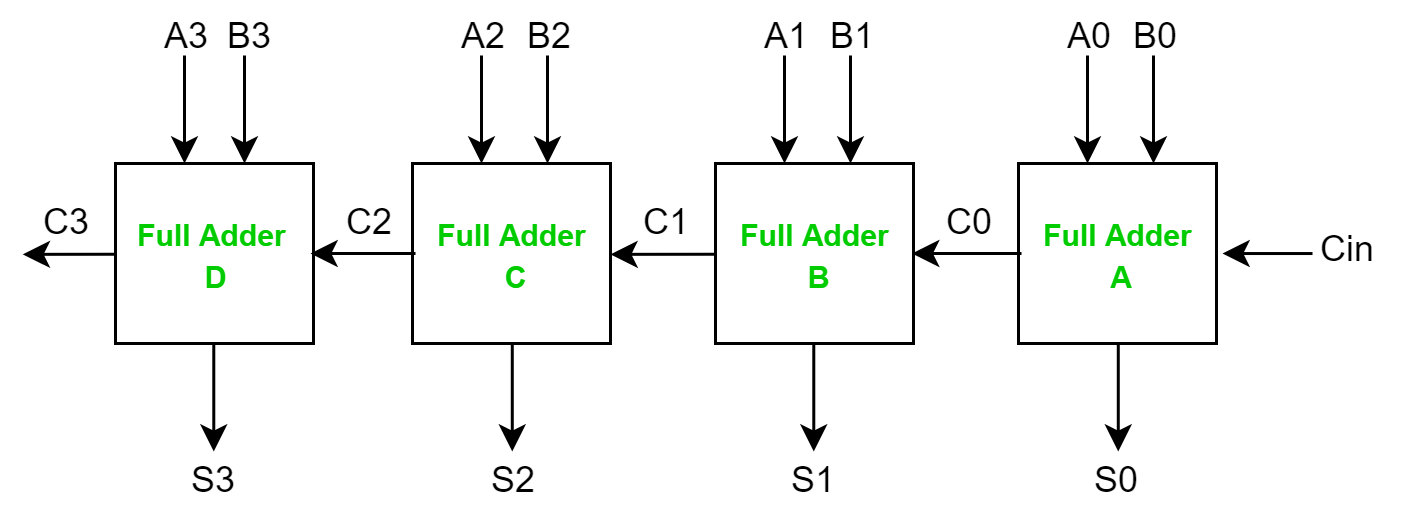 A3 B3 A2 B2 A1 B1 A0 B0
C3 C2 C1 C0 Cin
Full Adder Full Adder Full Adder Full Adder
D C B A
S3 S2 S1 S0